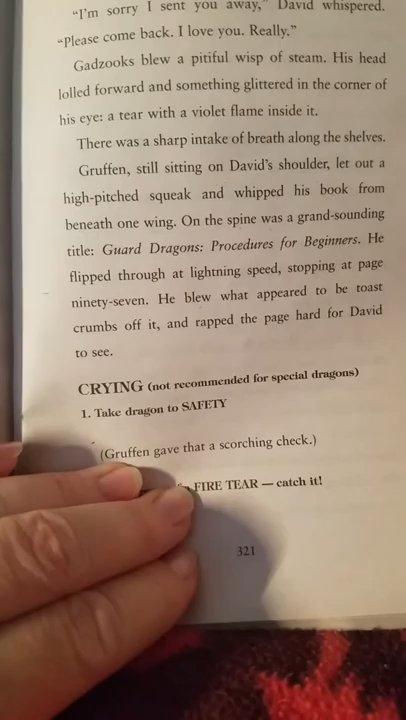 “I’m sorry I sent you away,” David whispered.
“Please come back. I love you. Really.”
Gadzooks blew a pitiful wisp of steam. His head
lolled forward and something glittered in the corner of
his eye: a tear with a violet flame inside it.
There was a sharp intake of breath along the shelves.
Gruffen, still sitting on David’s shoulder, let out a
high-pitched squeak and whipped his book from
beneath one wing. On the spine was a grand-sounding
title: Guard Dragons: Procedures for Beginners. He
flipped through at lightning speed, stopping at page
ninety-seven. He blew what appeared to be toast
crumbs off it, and rapped the page hard for David
to see.
CRYING (not recommended for special dragons)
1. Take dragon to SAFETY
(Gruffen gave that a scorching check.)
FIRE TEAR — catch it!
321